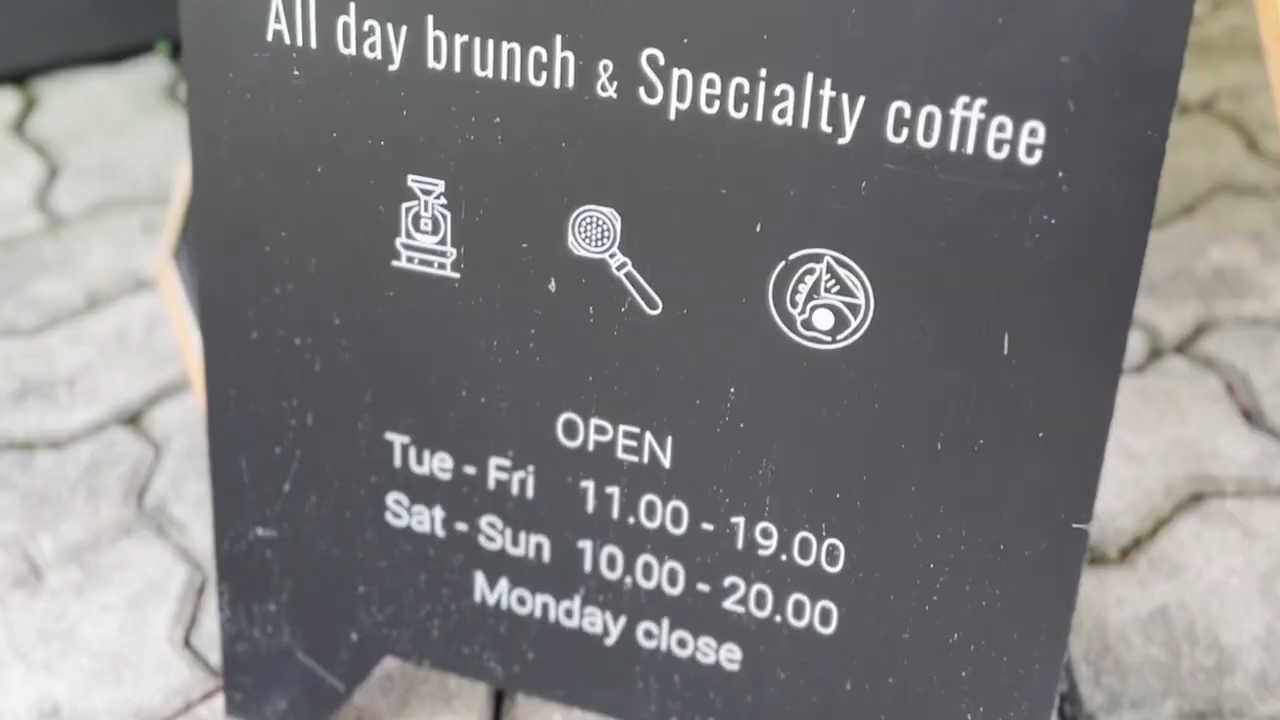 All day brunch & Specialty coffee
OPEN
Tue - Fri 11.00 - 19.00
Sat - Sun 10.00 - 20.00
Monday close